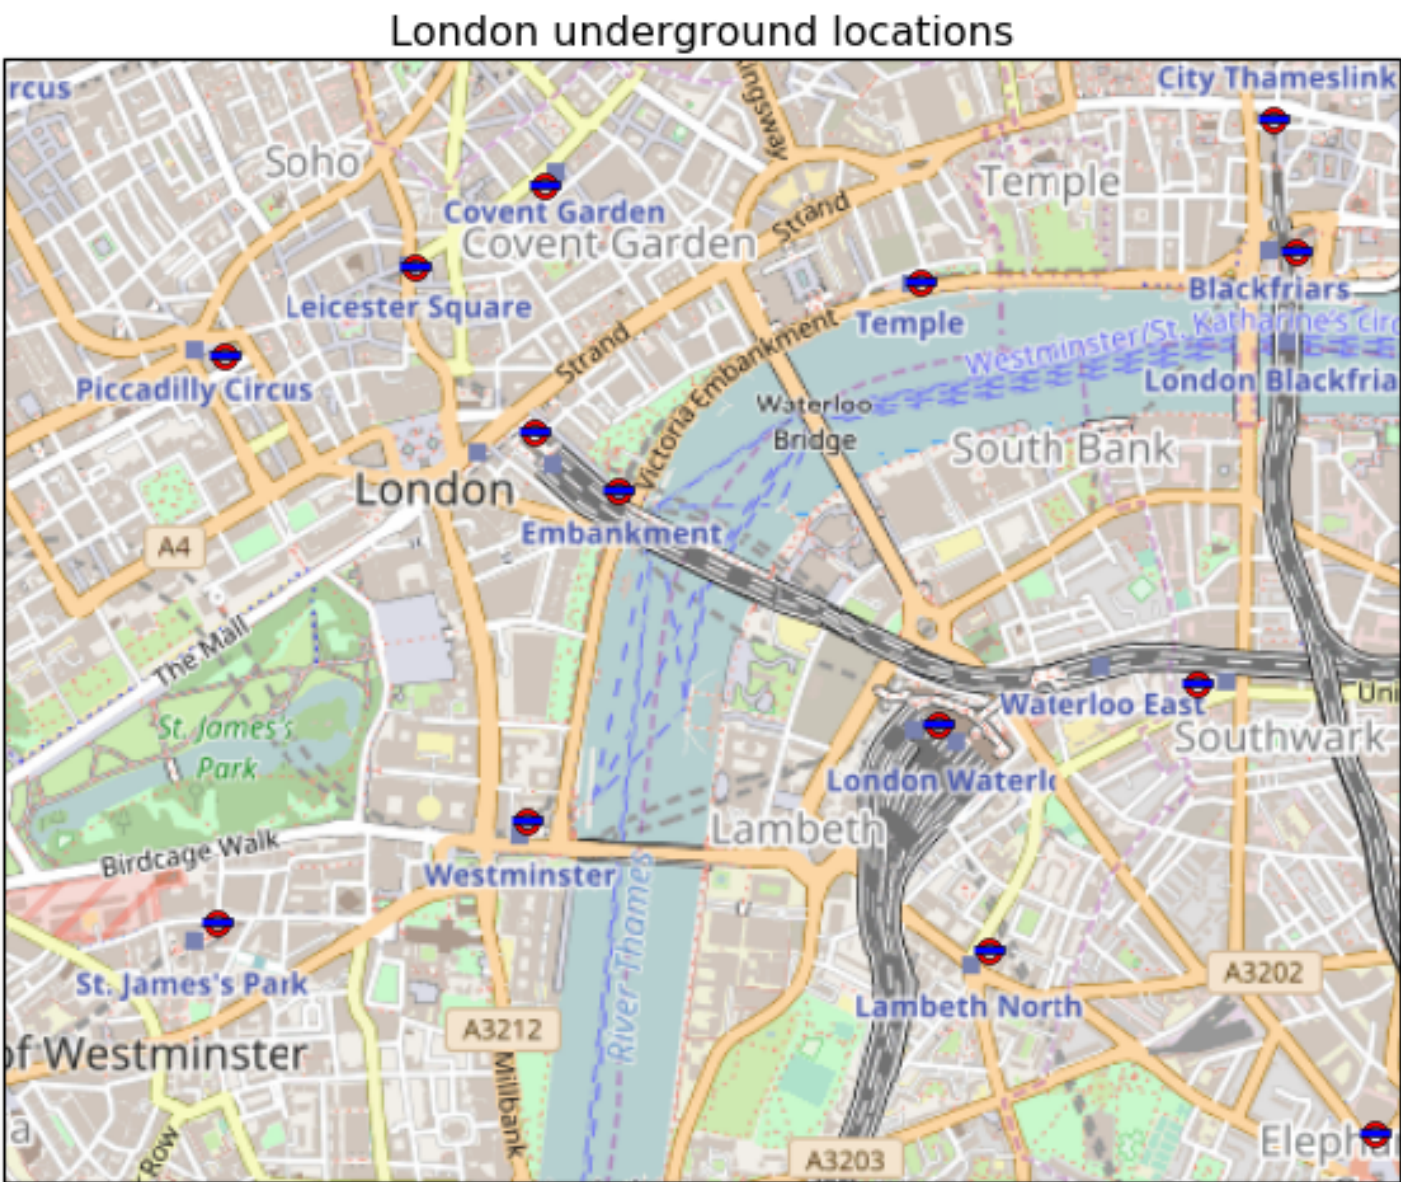 London underground locations
rcus
City Thameslink
ingsway
Soho
Temple
Covent Garden
Strand
Covent Garden
Leicester Square
Temple
Blackfriars
Westminster/St. Katharine's circ
Strand
Victoria Embankment
Piccadilly Circus
London Blackfria
Waterloo
Bridge
South Bank
London
Embankment
A4
The Mall
St. James's
Park
Waterloo East
Uni
Southwark
London Waterlo
Lambeth
Birdcage Walk
Westminster
River Thames
St. James's Park
A3202
Lambeth North
A3212
of Westminster
Millbank
a
Row
Elepha
A3203